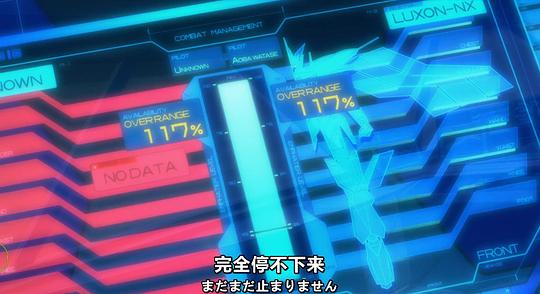 COMBAT MANAGEMENT
LUXON-NX
NOWN
PILOT
UNKNOWN
PILOT
AOBA WATASE
AVAILABILITY
OVER RANGE
117%
AVAILABILITY
OVER RANGE
117%
NO DATA
FRONT
完全停不下来
まだまだ止まりません